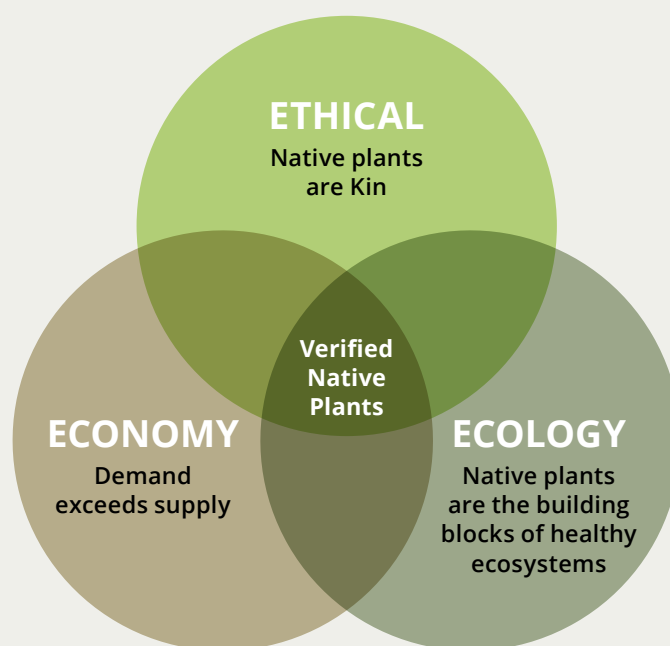 ETHICAL
Native plants
are Kin
Verified
Native
Plants
ECONOMY
Demand
exceeds supply
ECOLOGY
Native plants
are the building
blocks of healthy
ecosystems